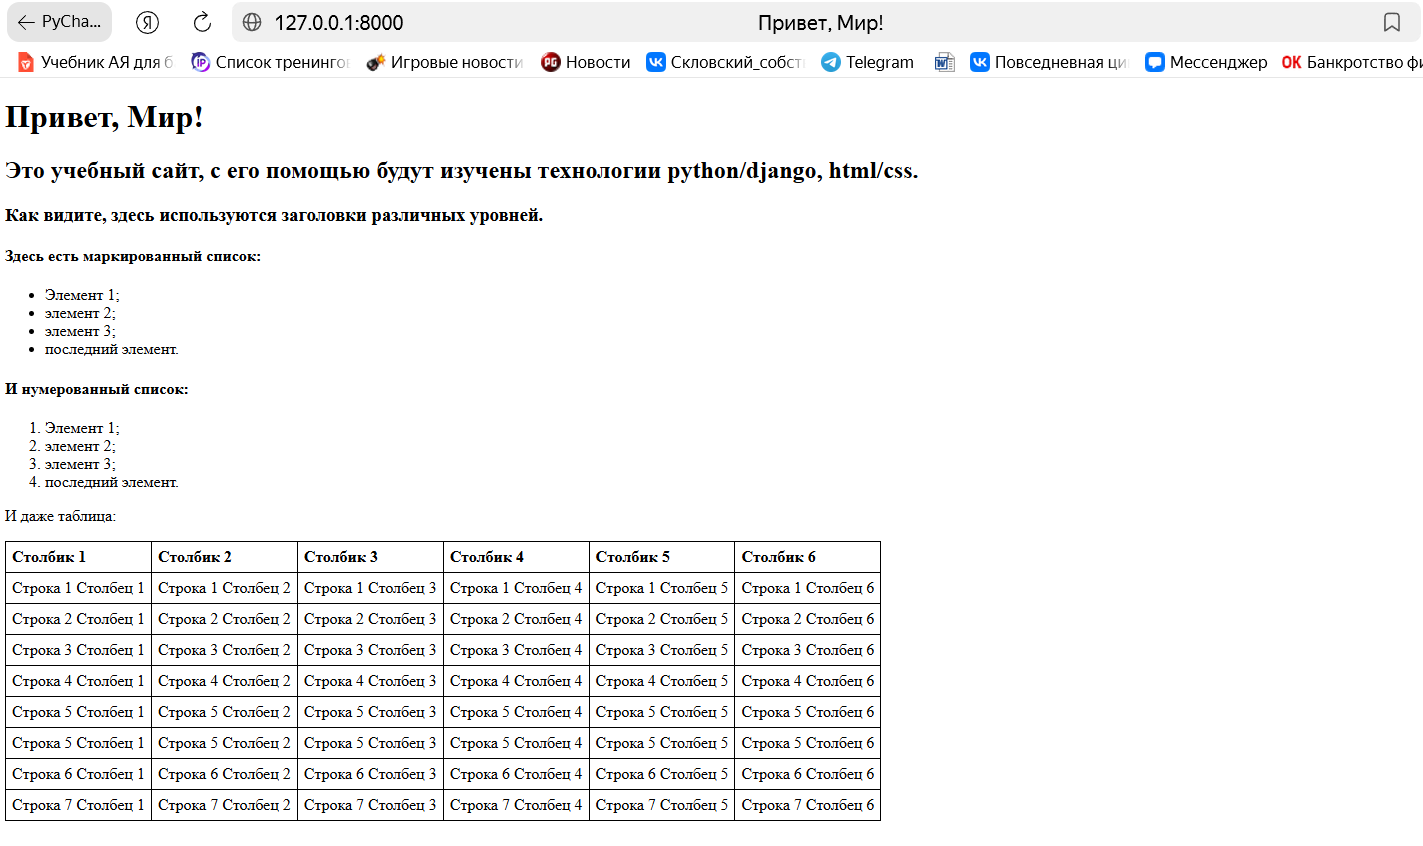 PyCha...
Я
127.0.0.1:8000
Привет, Мир!
Учебник АЯ для б
Список тренингов
Игровые новости
Новости
Скловский_собст
Telegram
Повседневная ци
Мессенджер
Банкротство фи
Привет, Мир!
Это учебный сайт, с его помощью будут изучены технологии python/django, html/css.
Как видите, здесь используются заголовки различных уровней.
Здесь есть маркированный список:
Элемент 1;
элемент 2;
элемент 3;
последний элемент.
И нумерованный список:
1. Элемент 1;
2. элемент 2;
3. элемент 3;
4. последний элемент.
И даже таблица:
Столбик 1 Столбик 2 Столбик 3 Столбик 4 Столбик 5 Столбик 6
Строка 1 Столбец 1 Строка 1 Столбец 2 Строка 1 Столбец 3 Строка 1 Столбец 4 Строка 1 Столбец 5 Строка 1 Столбец 6
Строка 2 Столбец 1 Строка 2 Столбец 2 Строка 2 Столбец 3 Строка 2 Столбец 4 Строка 2 Столбец 5 Строка 2 Столбец 6
Строка 3 Столбец 1 Строка 3 Столбец 2 Строка 3 Столбец 3 Строка 3 Столбец 4 Строка 3 Столбец 5 Строка 3 Столбец 6
Строка 4 Столбец 1 Строка 4 Столбец 2 Строка 4 Столбец 3 Строка 4 Столбец 4 Строка 4 Столбец 5 Строка 4 Столбец 6
Строка 5 Столбец 1 Строка 5 Столбец 2 Строка 5 Столбец 3 Строка 5 Столбец 4 Строка 5 Столбец 5 Строка 5 Столбец 6
Строка 5 Столбец 1 Строка 5 Столбец 2 Строка 5 Столбец 3 Строка 5 Столбец 4 Строка 5 Столбец 5 Строка 5 Столбец 6
Строка 6 Столбец 1 Строка 6 Столбец 2 Строка 6 Столбец 3 Строка 6 Столбец 4 Строка 6 Столбец 5 Строка 6 Столбец 6
Строка 7 Столбец 1 Строка 7 Столбец 2 Строка 7 Столбец 3 Строка 7 Столбец 4 Строка 7 Столбец 5 Строка 7 Столбец 6